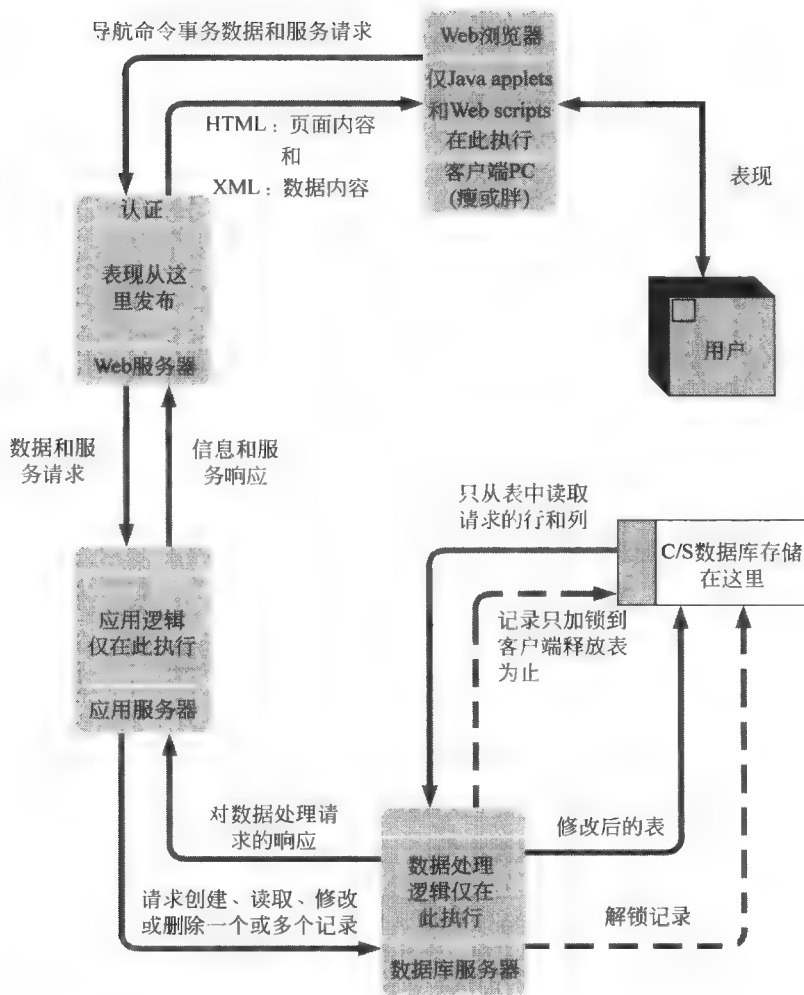 导航命令事务数据和服务请求
Web浏览器
仅Java applets
和Web scripts
在此执行
客户端PC
(瘦或胖)
HTML：页面内容
和
XML：数据内容
表现
认证
表现从这
里发布
Web服务器
用户
数据和服
务请求
信息和服
务响应
只从表中读取
请求的行和列
C/S数据库存储
在这里
应用逻辑
仅在此执行
应用服务器
记录只加锁到
客户端释放表
为止
对数据处理请
求的响应
修改后的表
数据处理
逻辑仅在
此执行
数据库服务器
请求创建、读取、修改
或删除一个或多个记录
解锁记录